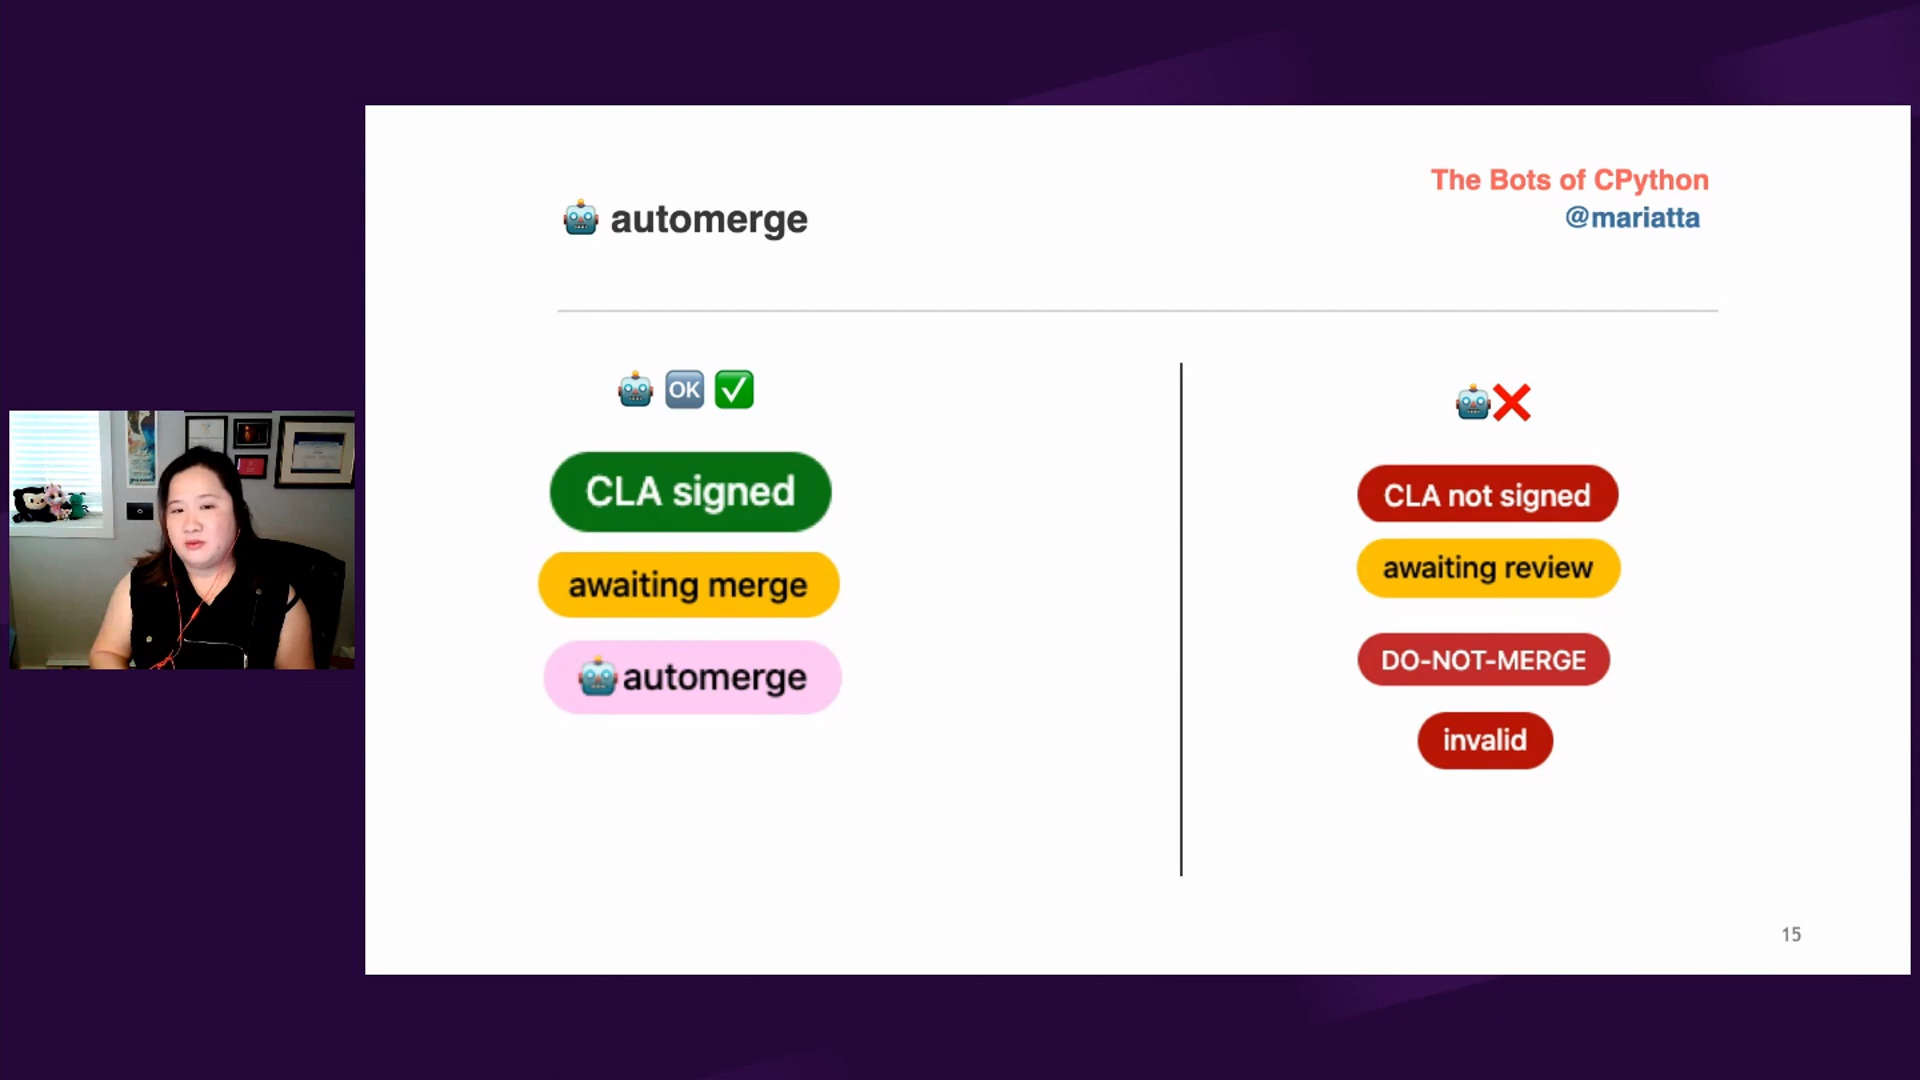 The Bots of CPython
@mariatta
🤖 automerge
🤖 🆗 ✅
CLA signed
awaiting merge
🤖automerge
🤖❌
CLA not signed
awaiting review
DO-NOT-MERGE
invalid
15